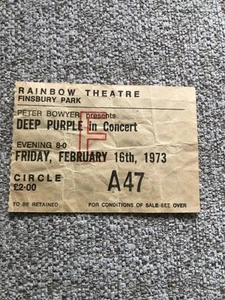 RAINBOW THEATRE
FINSBURY PARK
PETER BOWYER presents
DEEP PURPLE in Concert
EVENING 8-0
FRIDAY, FEBRUARY 16th, 1973
CIRCLE
£2-00
A47
F
TO BE RETAINED
FOR CONDITIONS OF SALE SEE OVER